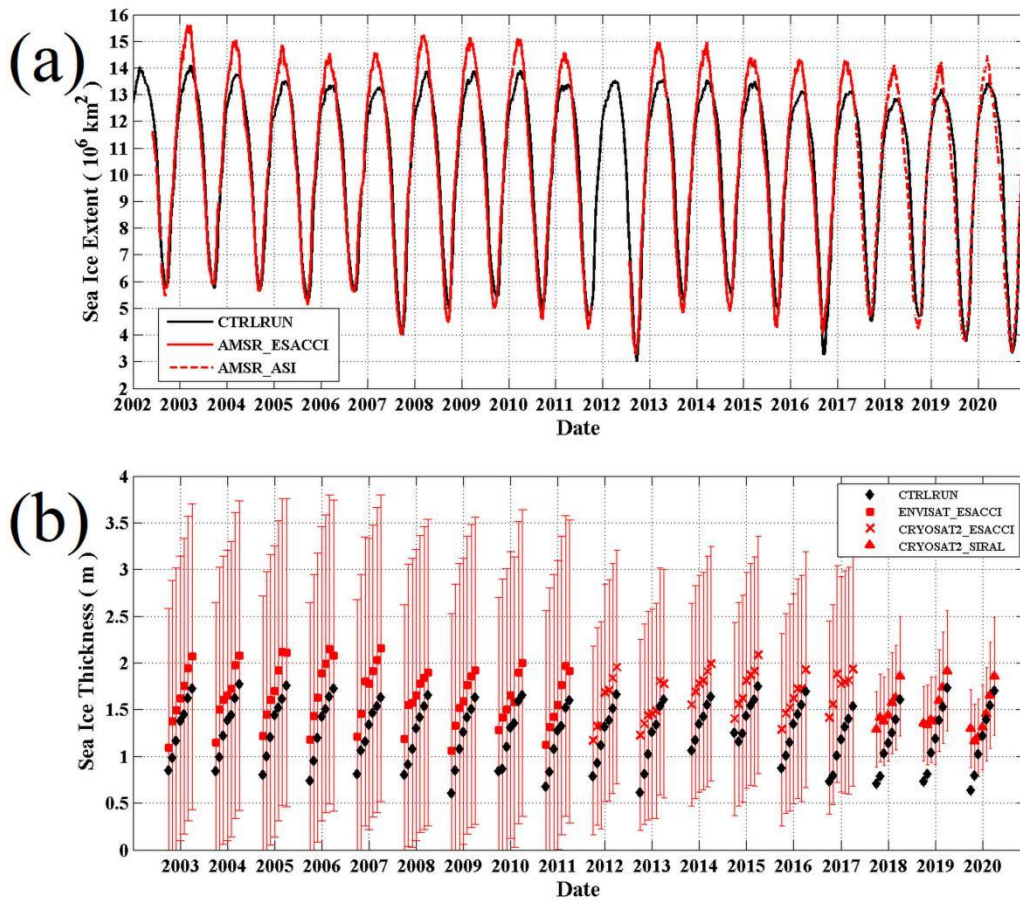 (a)
Sea Ice Extent ( 10⁶ km²)
16
15
14
13
12
11
10
9
8
7
6
5
4
3
2
CTRLRUN
AMSR_ESACCI
AMSR_ASI
2002 2003 2004 2005 2006 2007 2008 2009 2010 2011 2012 2013 2014 2015 2016 2017 2018 2019 2020
Date
(b)
Sea Ice Thickness ( m )
4
3.5
3
2.5
2
1.5
1
0.5
0
CTRLRUN
ENVISAT_ESACCI
CRYOSAT2_ESACCI
CRYOSAT2_SIRAL
2003 2004 2005 2006 2007 2008 2009 2010 2011 2012 2013 2014 2015 2016 2017 2018 2019 2020
Date